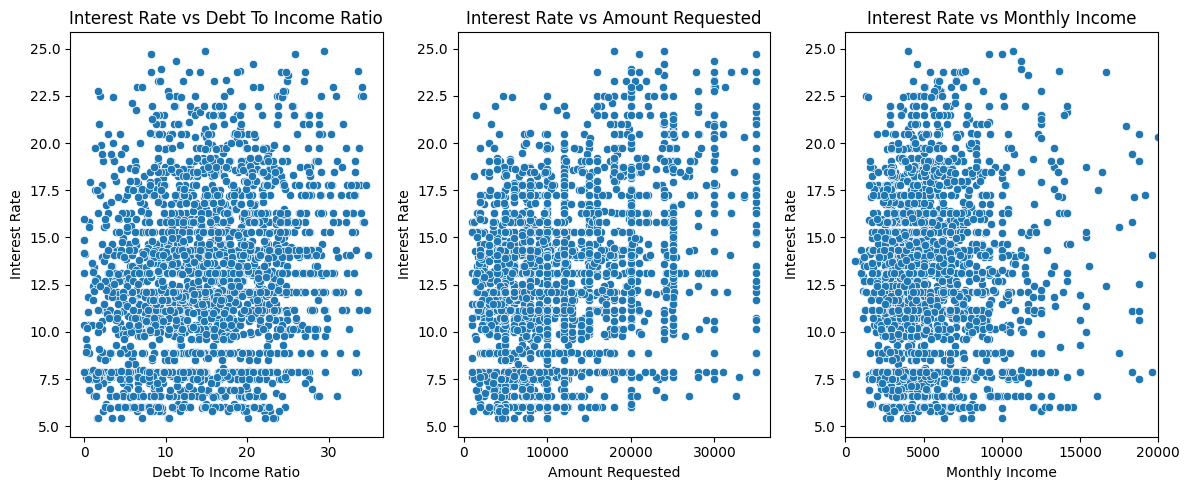 Interest Rate vs Debt To Income Ratio
25.0
22.5
20.0
17.5
15.0
12.5
10.0
7.5
5.0
Interest Rate
0 10 20 30
Debt To Income Ratio
Interest Rate vs Amount Requested
25.0
22.5
20.0
17.5
15.0
12.5
10.0
7.5
5.0
Interest Rate
0 10000 20000 30000
Amount Requested
Interest Rate vs Monthly Income
25.0
22.5
20.0
17.5
15.0
12.5
10.0
7.5
5.0
Interest Rate
0 5000 10000 15000 20000
Monthly Income